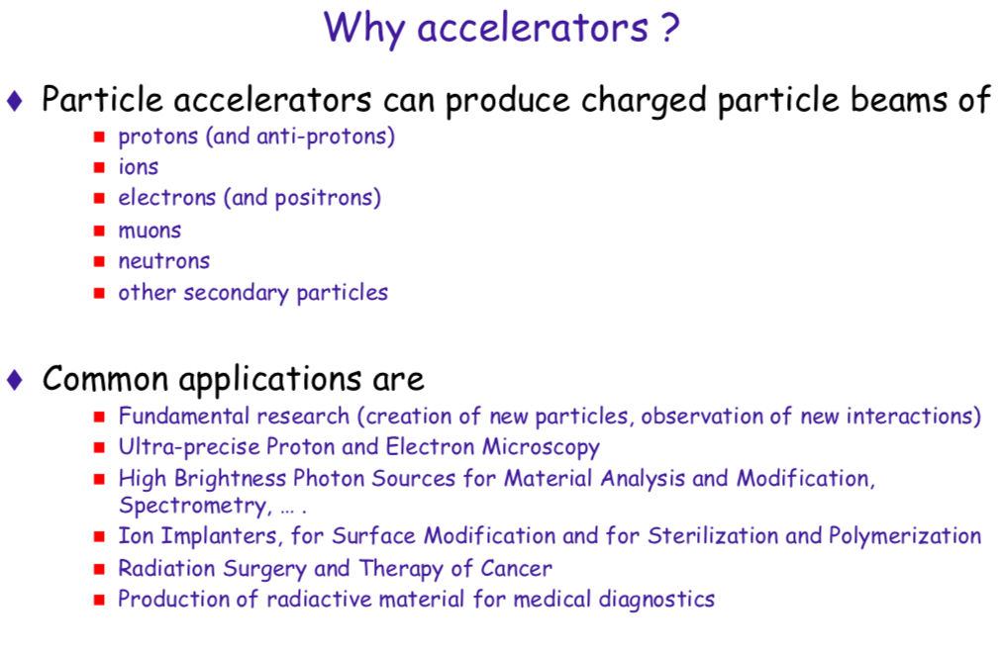 Why accelerators ?
Particle accelerators can produce charged particle beams of
protons (and anti-protons)
ions
electrons (and positrons)
muons
neutrons
other secondary particles
Common applications are
Fundamental research (creation of new particles, observation of new interactions)
Ultra-precise Proton and Electron Microscopy
High Brightness Photon Sources for Material Analysis and Modification,
Spectrometry, … .
Ion Implanters, for Surface Modification and for Sterilization and Polymerization
Radiation Surgery and Therapy of Cancer
Production of radiactive material for medical diagnostics